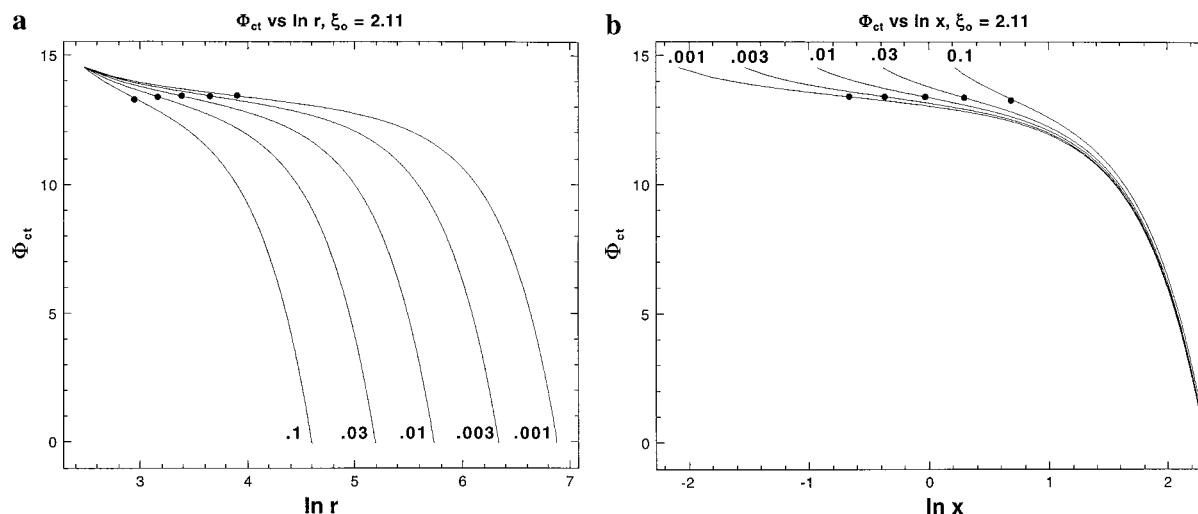 a
Φct vs ln r, ξo = 2.11
15
10
5
0
Φct
.1 .03 .01 .003 .001
3 4 5 6 7
ln r
b
Φct vs ln x, ξo = 2.11
15
.001 .003 .01 .03 0.1
10
5
0
Φct
-2 -1 0 1 2
ln x